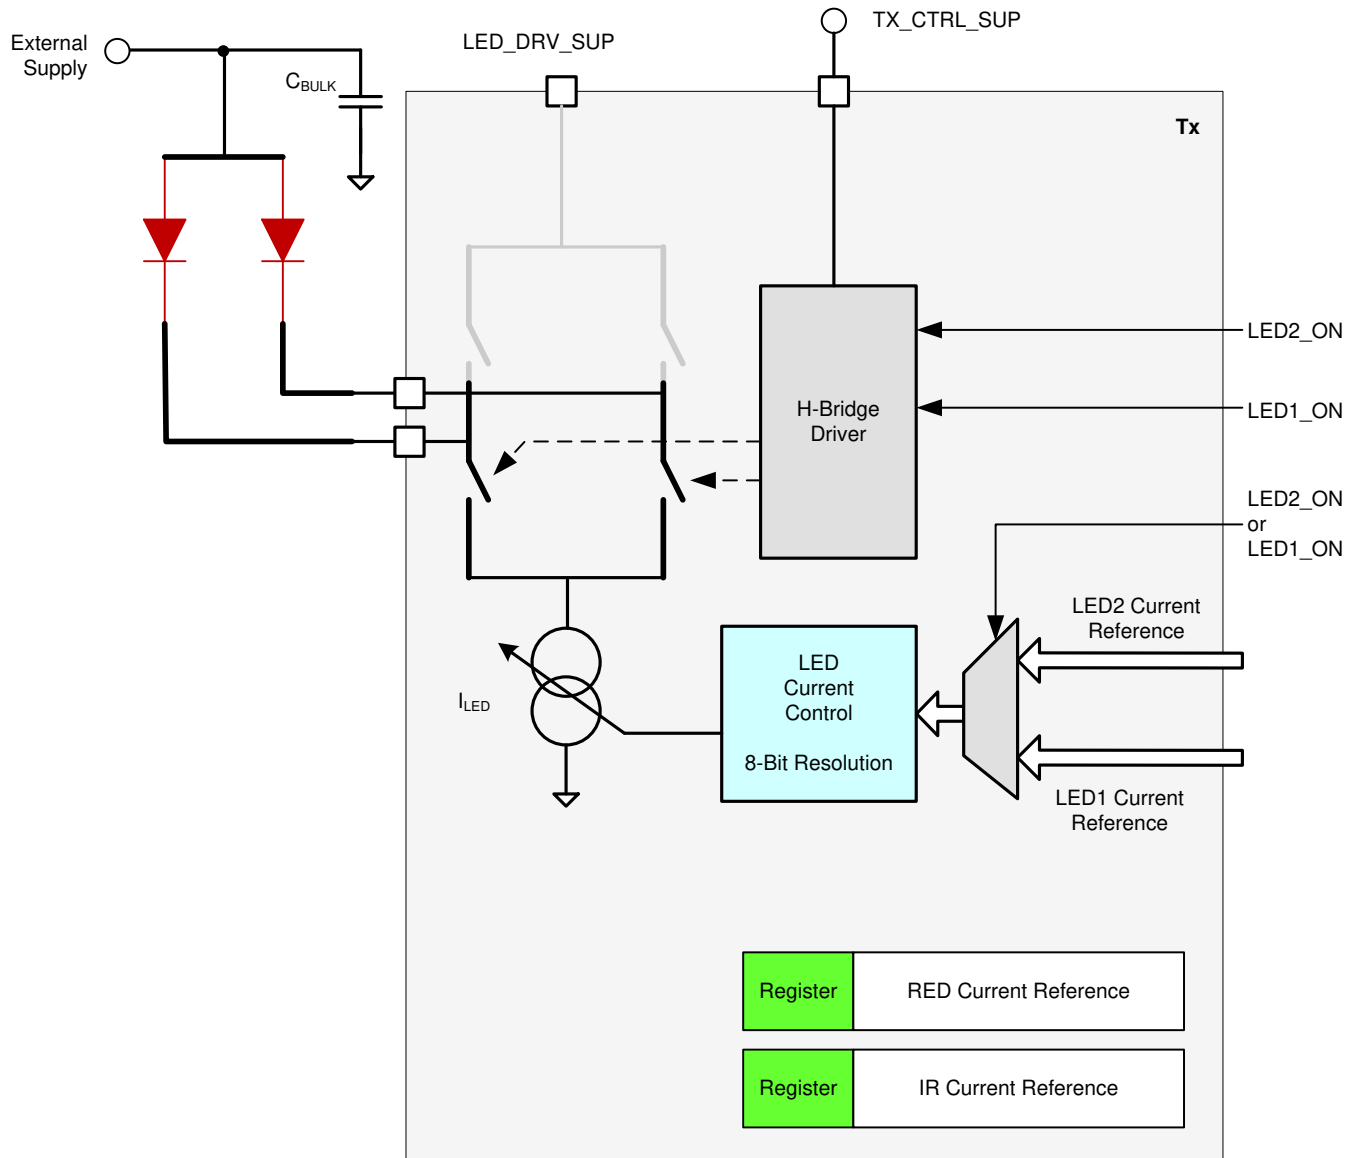 TX_CTRL_SUP
External
Supply
LED_DRV_SUP
CBULK
Tx
LED2_ON
H-Bridge
Driver
LED1_ON
LED2_ON
or
LED1_ON
LED2 Current
Reference
LED
Current
Control
8-Bit Resolution
ILED
LED1 Current
Reference
Register
RED Current Reference
Register
IR Current Reference